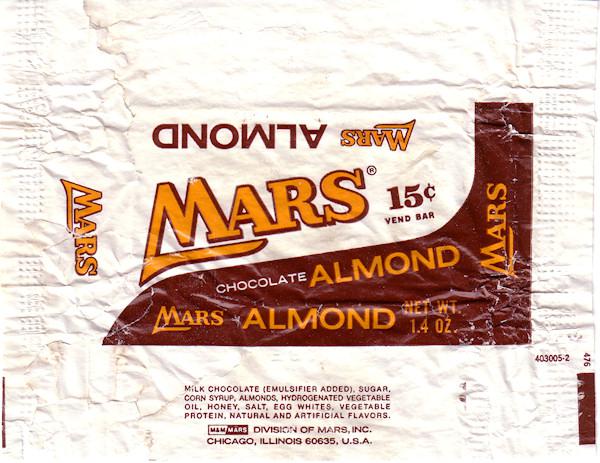 MARS ALMOND
MARS
MARS®
15¢
VEND BAR
MARS
CHOCOLATE ALMOND
MARS ALMOND NET WT.
1.4 OZ.
403005-2
476
MILK CHOCOLATE (EMULSIFIER ADDED), SUGAR,
CORN SYRUP, ALMONDS, HYDROGENATED VEGETABLE
OIL, HONEY, SALT, EGG WHITES, VEGETABLE
PROTEIN, NATURAL AND ARTIFICIAL FLAVORS.
M&M MARS DIVISION OF MARS, INC.
CHICAGO, ILLINOIS 60635, U.S.A.